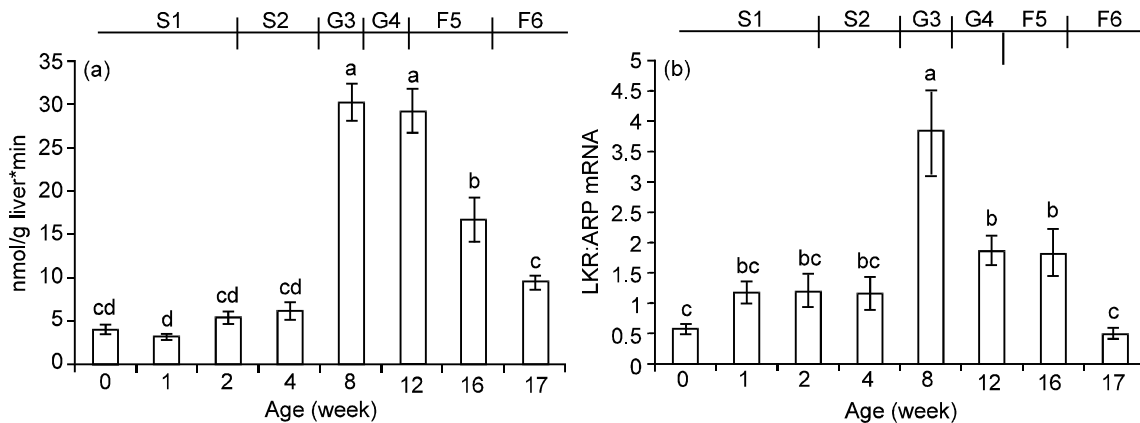 S1 S2 G3 G4 F5 F6
(a)
nmol/g liver*min
35
30
25
20
15
10
5
0
cd d cd cd a a b c
0 1 2 4 8 12 16 17
Age (week)
S1 S2 G3 G4 F5 F6
(b)
LKR:ARP mRNA
5
4.5
4
3.5
3
2.5
2
1.5
1
0.5
0
c bc bc bc a b b c
0 1 2 4 8 12 16 17
Age (week)